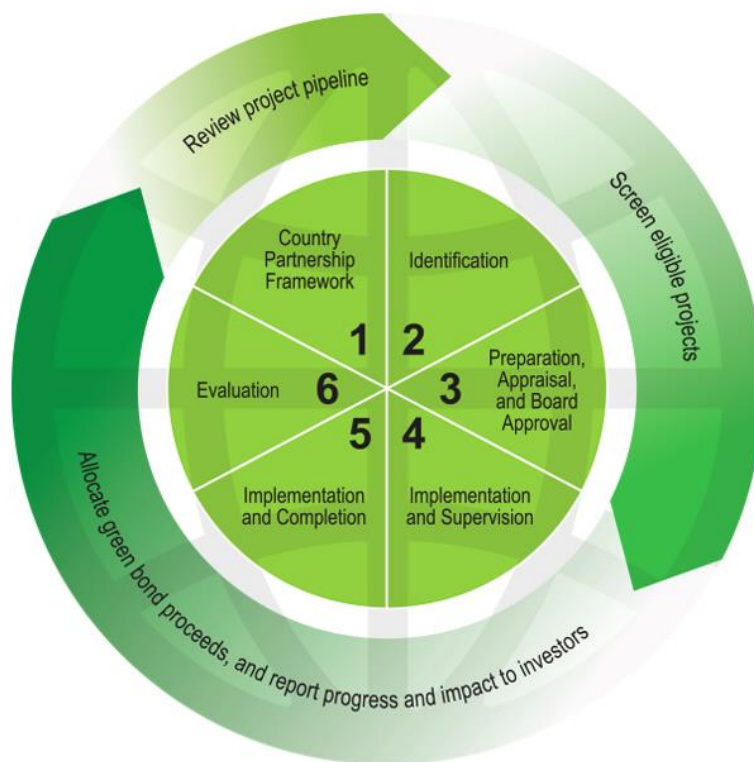 Review project pipeline
Screen eligible projects
Allocate green bond proceeds, and report progress and impact to investors
Country
Partnership
Framework
1
Identification
2
Preparation,
Appraisal,
and Board
Approval
3
Implementation
and Supervision
4
Implementation
and Completion
5
Evaluation
6